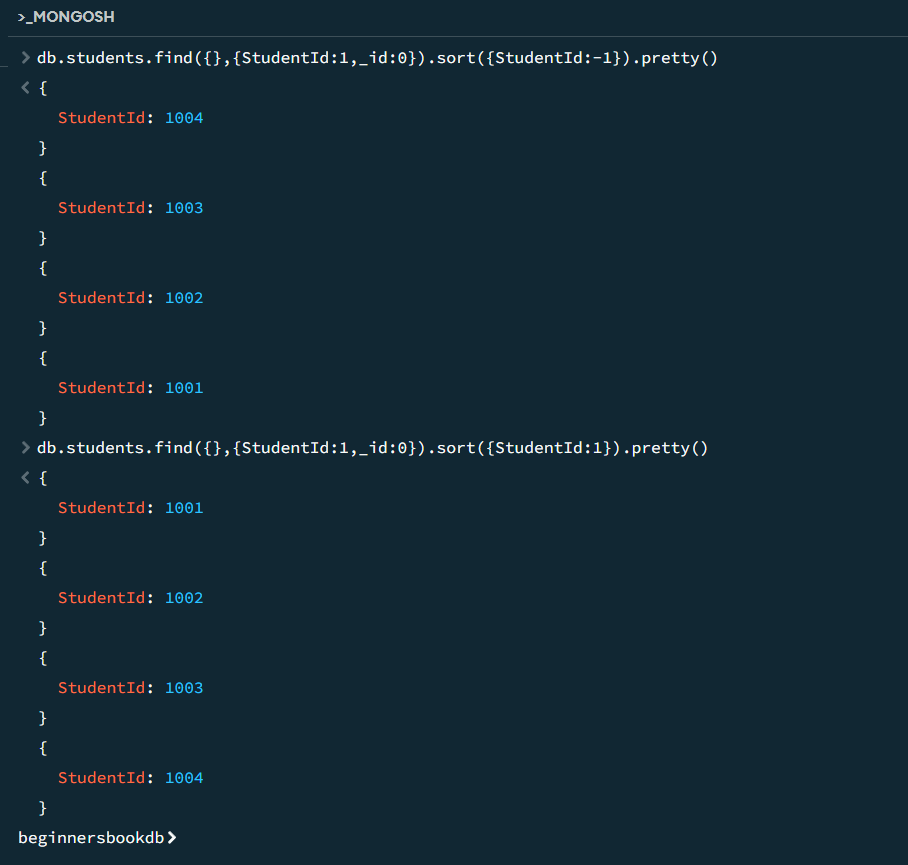 >_MONGOSH
> db.students.find({},{StudentId:1,_id:0}).sort({StudentId:-1}).pretty()
< {
StudentId: 1004
}
{
StudentId: 1003
}
{
StudentId: 1002
}
{
StudentId: 1001
}
> db.students.find({},{StudentId:1,_id:0}).sort({StudentId:1}).pretty()
< {
StudentId: 1001
}
{
StudentId: 1002
}
{
StudentId: 1003
}
{
StudentId: 1004
}
beginnersbookdb>